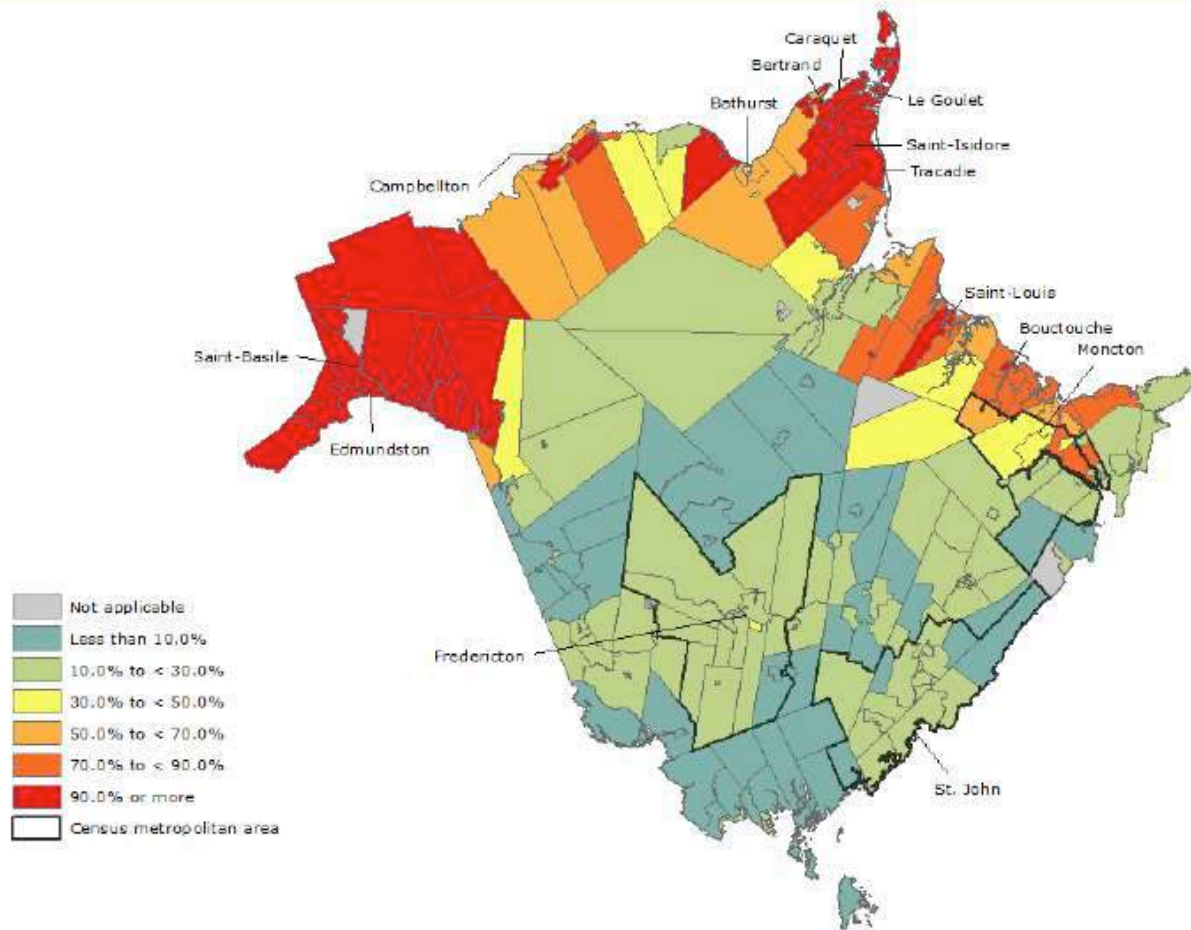 Caraquet
Bertrand
Bathurst
Le Goulet
Saint-Isidore
Tracadie
Campbellton
Saint-Louis
Bouctouche
Moncton
Saint-Basile
Edmundston
Not applicable
Less than 10.0%
10.0% to < 30.0%
30.0% to < 50.0%
50.0% to < 70.0%
70.0% to < 90.0%
90.0% or more
Census metropolitan area
Fredericton
St. John